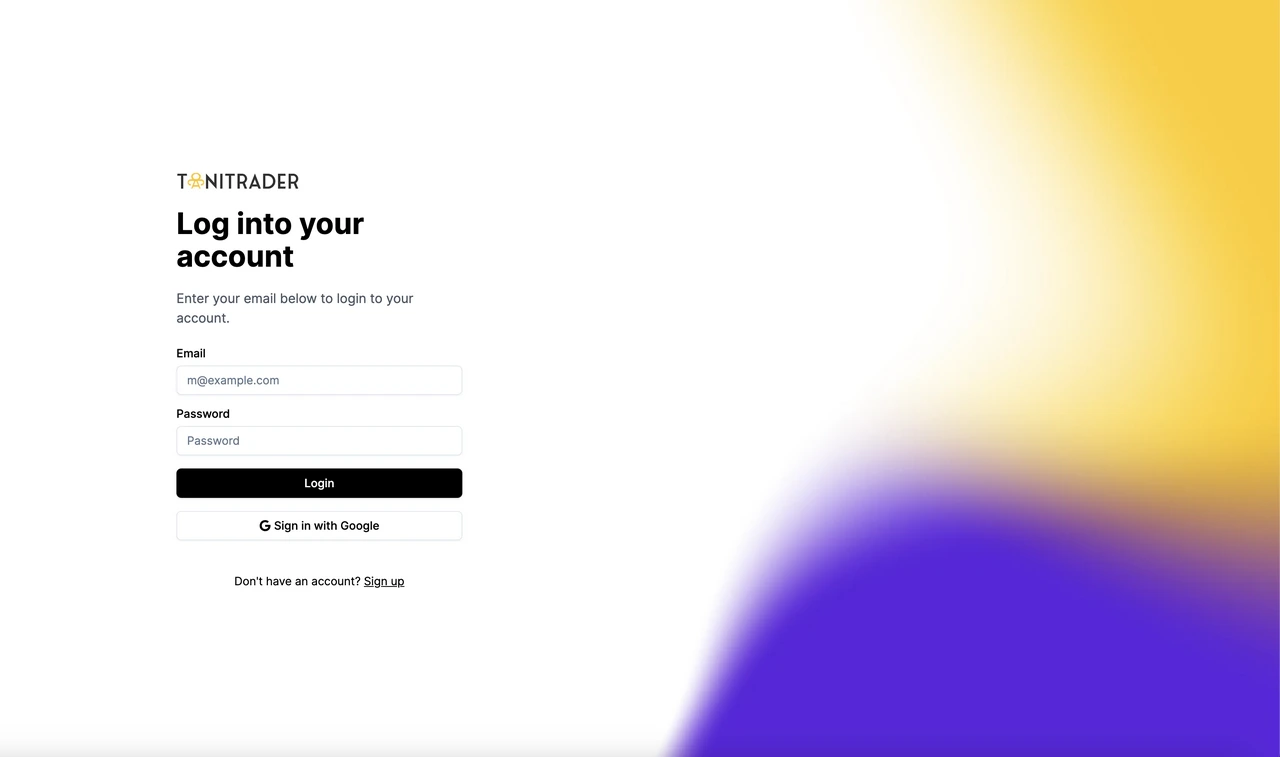 TONITRADER
Log into your
account
Enter your email below to login to your
account.
Email
m@example.com
Password
Password
Login
G Sign in with Google
Don't have an account? Sign up